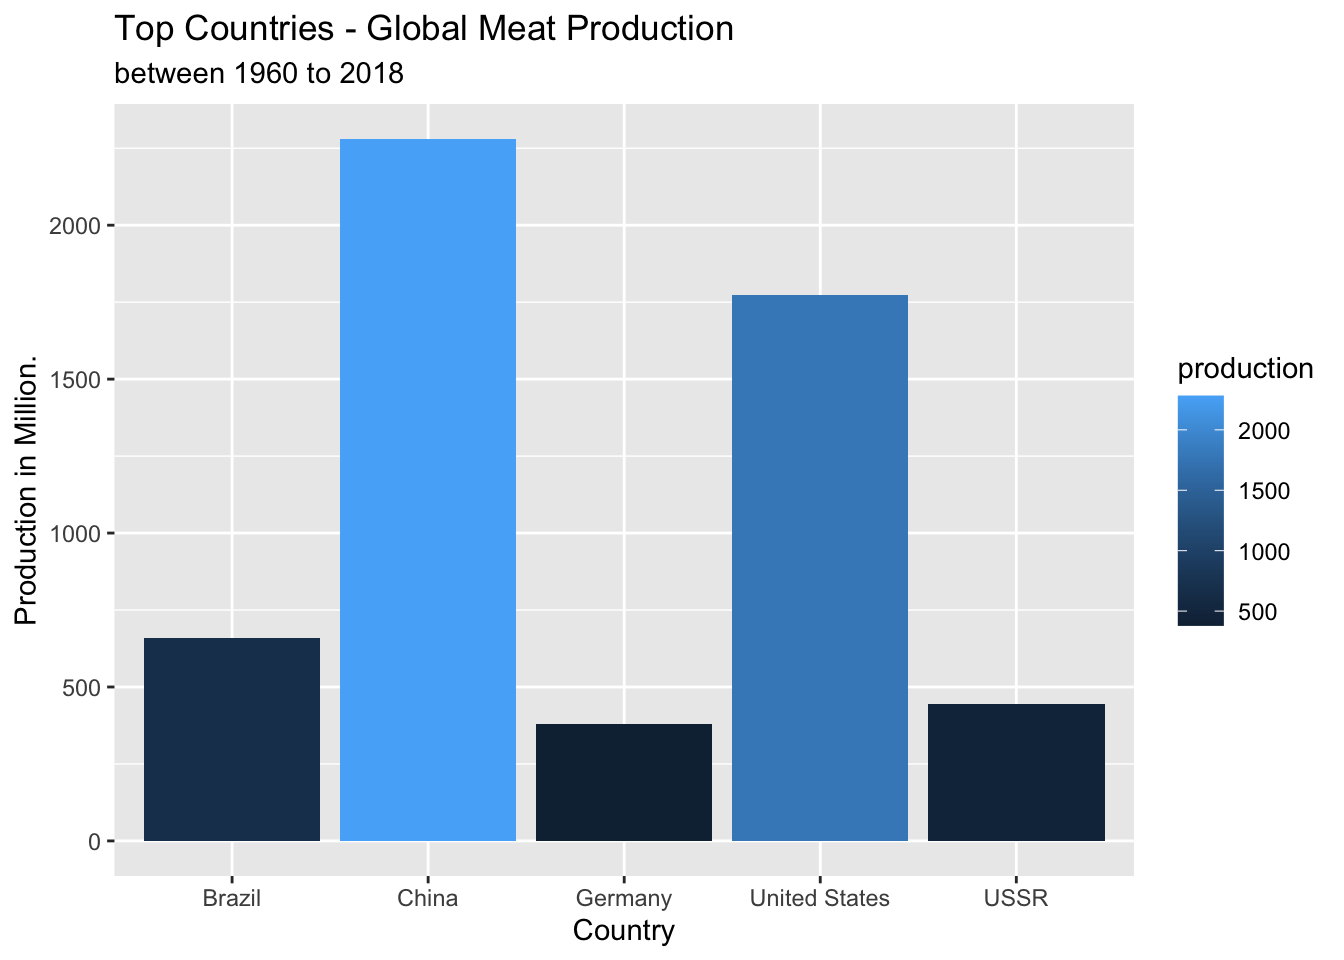 Top Countries - Global Meat Production
between 1960 to 2018
Production in Million.
2000
1500
1000
500
0
Brazil
China
Germany
United States
USSR
Country
production
2000
1500
1000
500